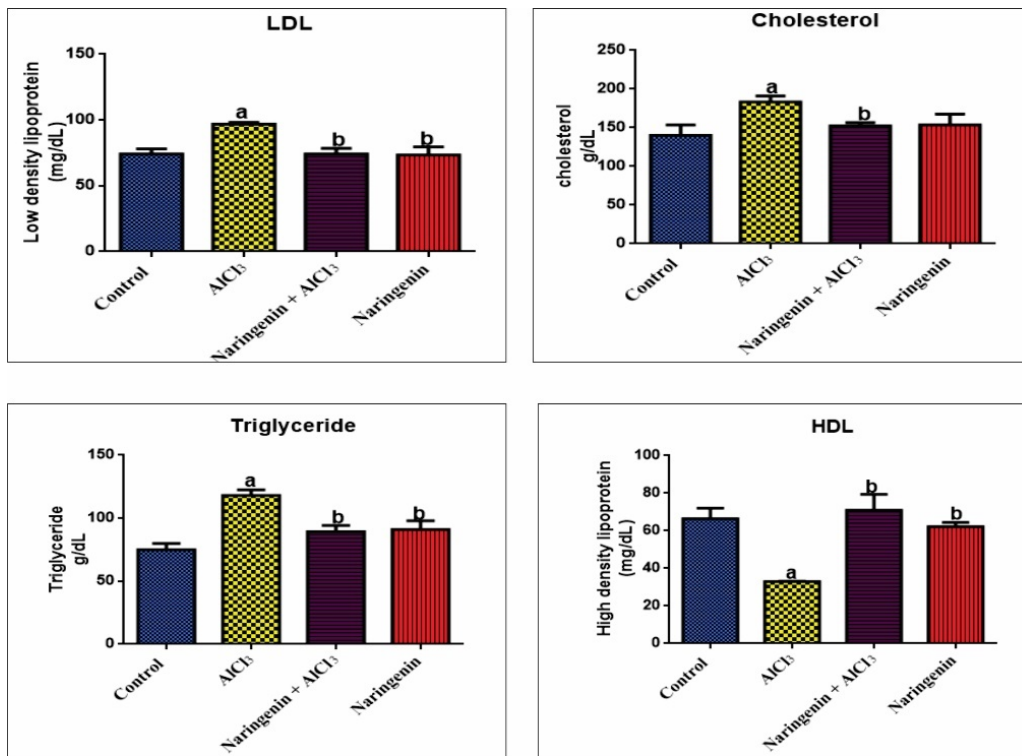 LDL
Low density lipoprotein
(mg/dL)
150
100
50
0
a
b
b
Control
AlCl3
Naringenin + AlCl3
Naringenin
Cholesterol
cholesterol
g/dL
250
200
150
100
50
0
a
b
Control
AlCl3
Naringenin + AlCl3
Naringenin
Triglyceride
Triglyceride
g/dL
150
100
50
0
a
b
b
Control
AlCl3
Naringenin + AlCl3
Naringenin
HDL
High density lipoprotein
(mg/dL)
100
80
60
40
20
0
a
b
b
Control
AlCl3
Naringenin + AlCl3
Naringenin